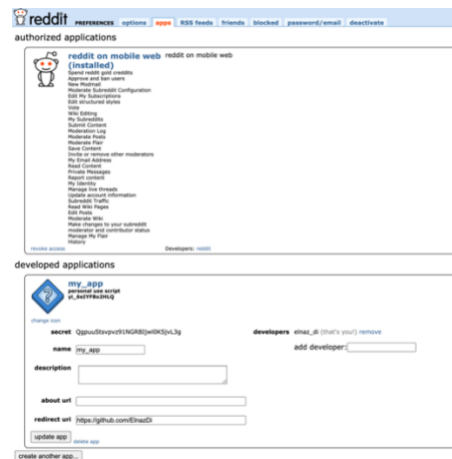 reddit PREFERENCES options apps RSS feeds friends blocked password/email deactivate
authorized applications
reddit on mobile web reddit on mobile web
(installed)
Spend reddit gold creddits
Approve and ban users
New Modmail
Moderate Subreddit Configuration
Edit My Subscriptions
Edit structured styles
Vote
Wiki Editing
My Subreddits
Submit Content
Moderation Log
Moderate Posts
Moderate Flair
Save Content
Invite or remove other moderators
My Email Address
Read Content
Private Messages
Report content
My Identity
Manage live threads
Update account information
Subreddit Traffic
Read Wiki Pages
Edit Posts
Moderate Wiki
Make changes to your subreddit
moderator and contributor status
Manage My Flair
History
revoke access Developers: reddit
developed applications
my_app
personal use script
change icon
secret developers elnaz_di (that's you!) remove
name my_app add developer:
description
about url
redirect url https://github.com/ElnazDi
update app delete app
create another app...